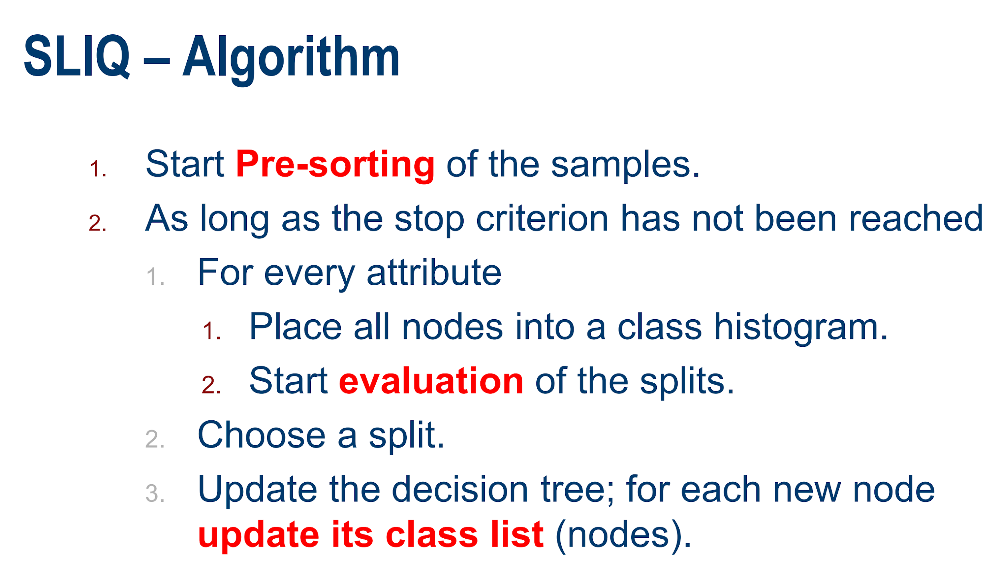 SLIQ – Algorithm
1. Start Pre-sorting of the samples.
2. As long as the stop criterion has not been reached
1. For every attribute
1. Place all nodes into a class histogram.
2. Start evaluation of the splits.
2. Choose a split.
3. Update the decision tree; for each new node
update its class list (nodes).